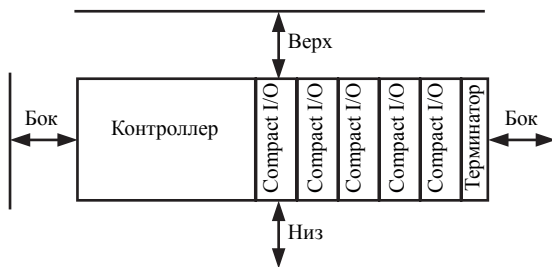 Верх
Бок
Контроллер
Compact I/O
Compact I/O
Compact I/O
Compact I/O
Compact I/O
Терминатор
Бок
Низ